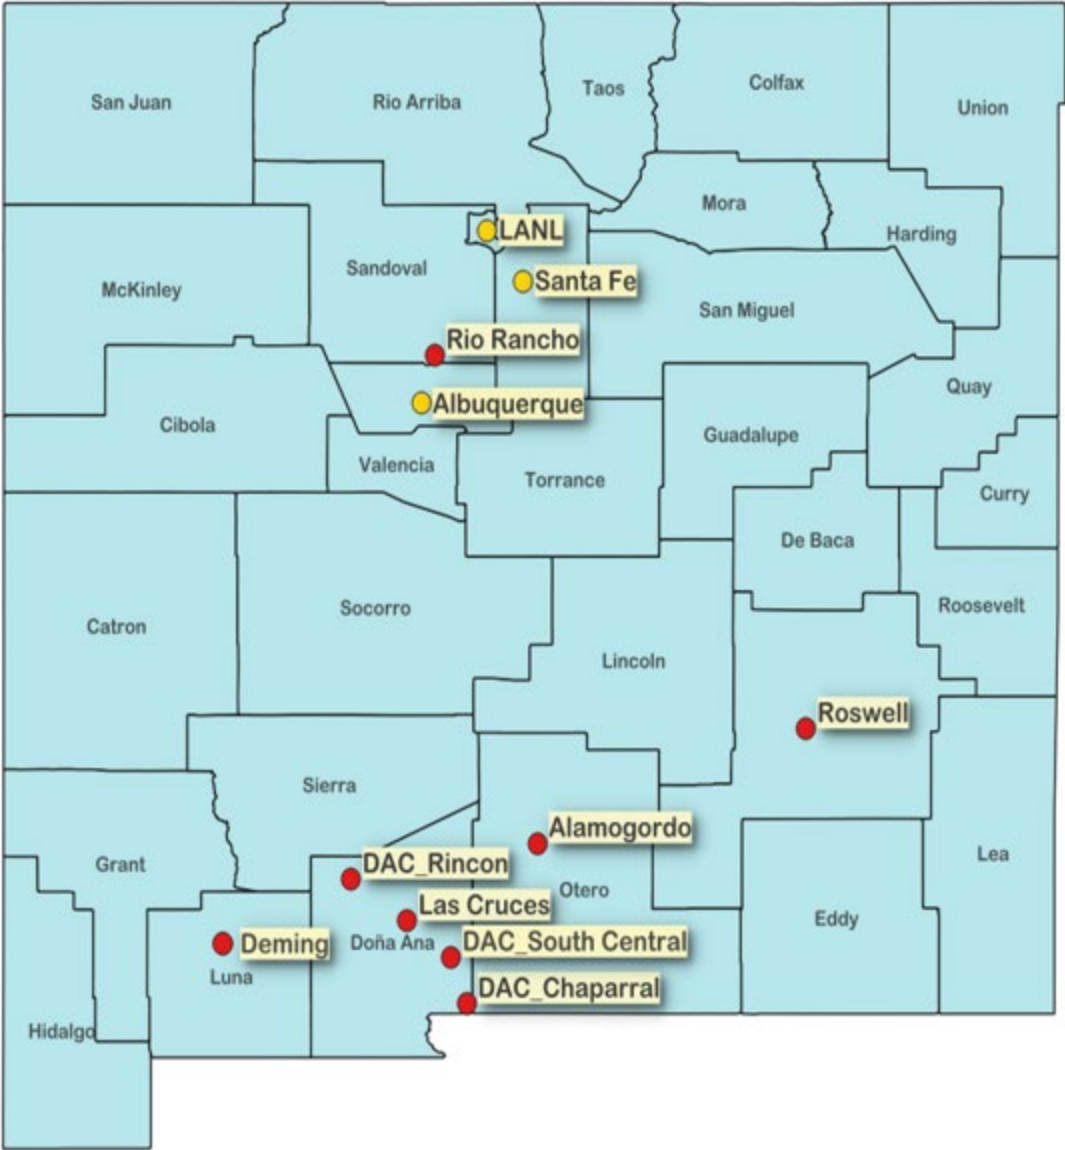 San Juan
Rio Arriba
Taos
Colfax
Union
Mora
Harding
LANL
Sandoval
Santa Fe
McKinley
San Miguel
Rio Rancho
Quay
Albuquerque
Cibola
Guadalupe
Valencia
Torrance
Curry
De Baca
Catron
Socorro
Roosevelt
Lincoln
Roswell
Sierra
Alamogordo
Lea
Grant
DAC_Rincon
Otero
Las Cruces
Eddy
Deming
Doña Ana
DAC_South Central
Luna
DAC_Chaparral
Hidalgo